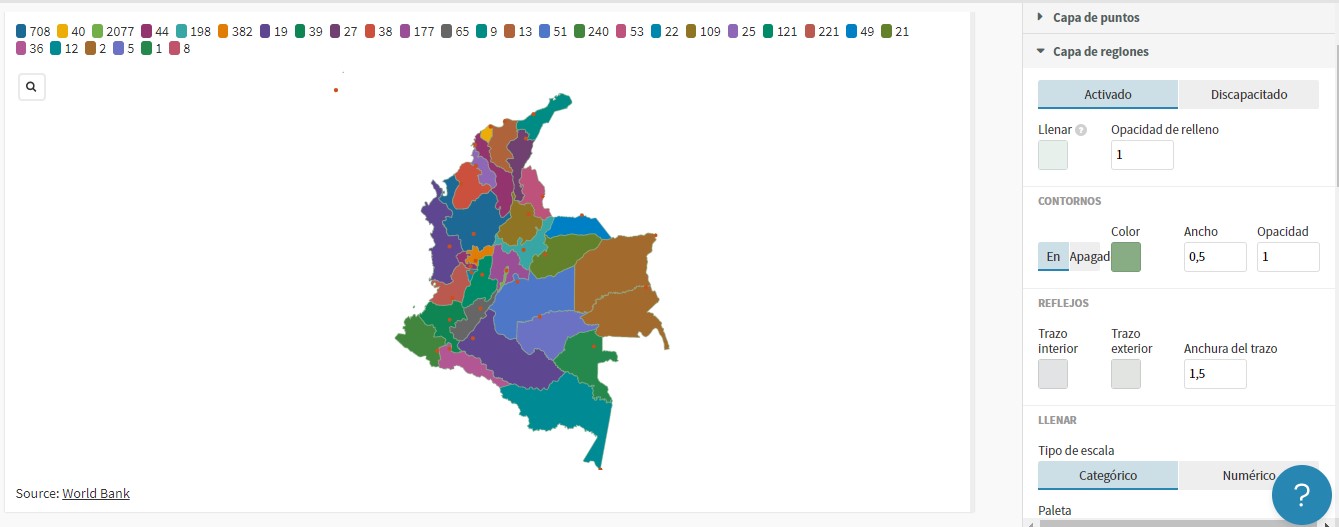 708 40 2077 44 198 382 19 39 27 38 177 65 9 13 51 240 53 22 109 25 121 221 49 21
36 12 2 5 1 8
Source: World Bank
Capa de puntos
Capa de regiones
Activado Discapacitado
Llenar ? Opacidad de relleno
1
CONTORNOS
Color Ancho Opacidad
En Apagad 0,5 1
REFLEJOS
Trazo interior Trazo exterior Anchura del trazo
1,5
LLENAR
Tipo de escala
Categórico Numérico
?
Paleta